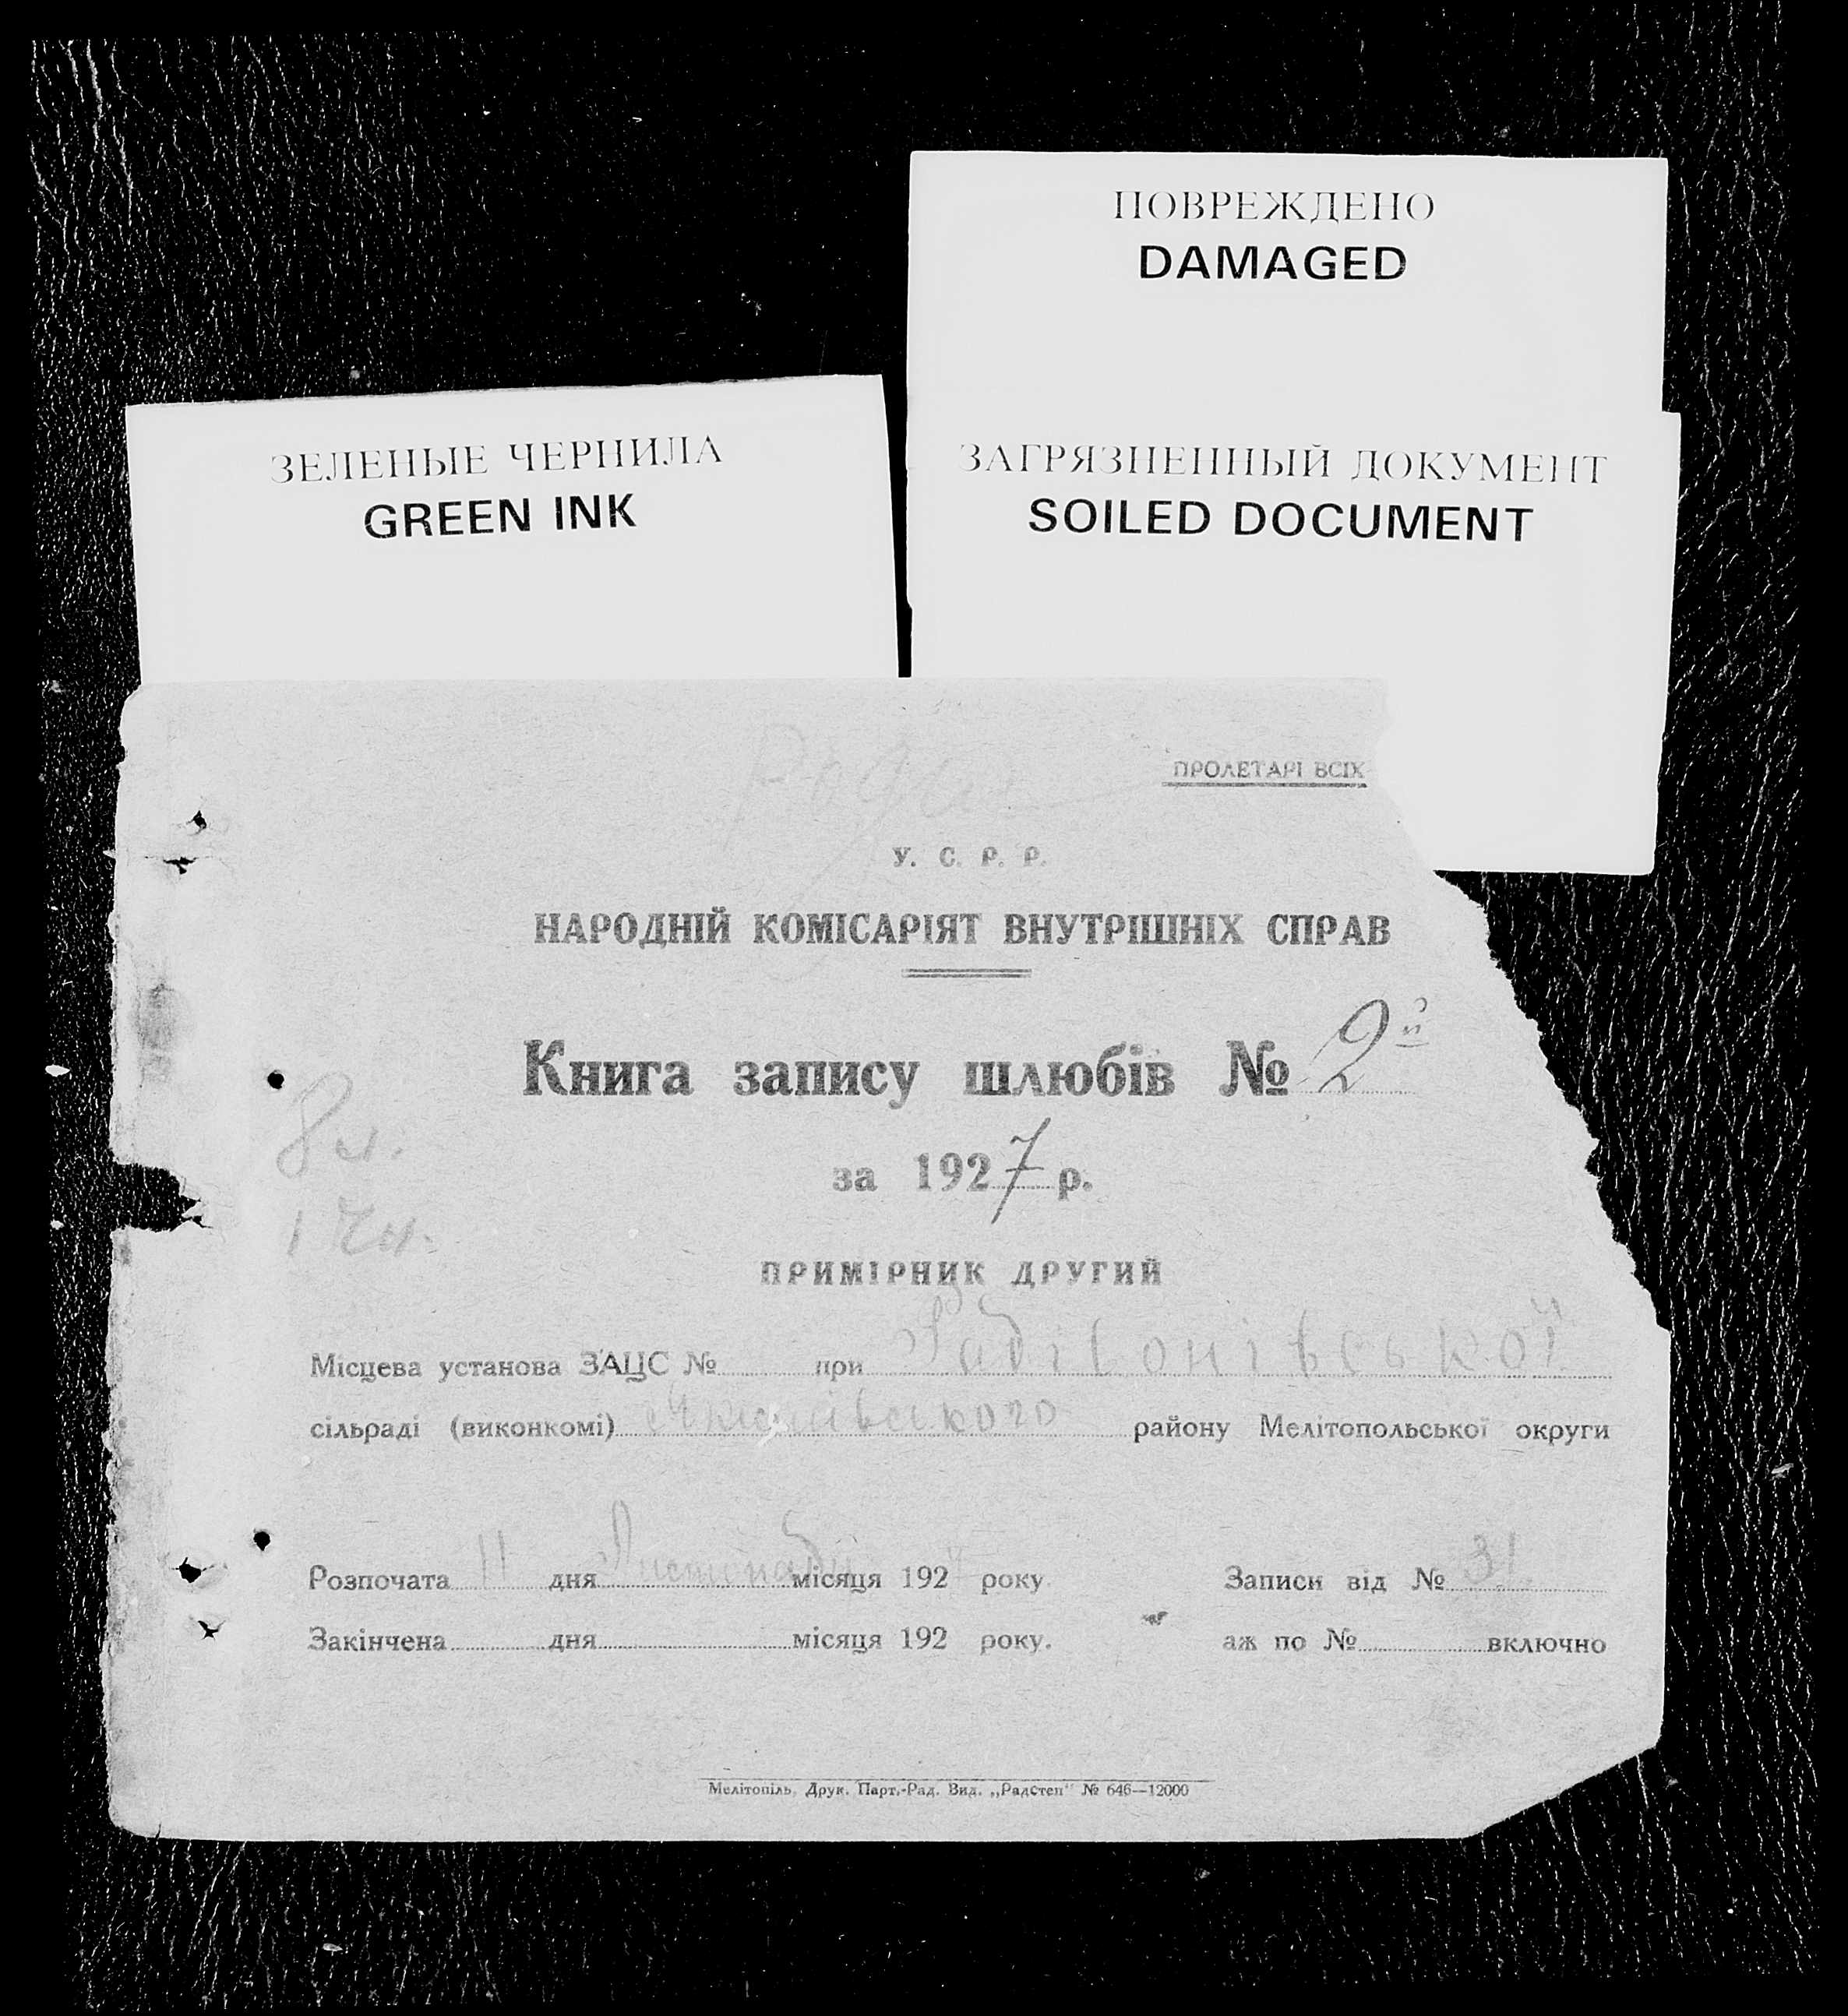 ПОВРЕЖДЕНО
DAMAGED
ЗЕЛЕНЫЕ ЧЕРНИЛА
GREEN INK
ЗАГРЯЗНЕННЫЙ ДОКУМЕНТ
SOILED DOCUMENT
ПРОЛЕТАРІ ВСІХ
У. С. Р. Р.
НАРОДНІЙ КОМІСАРІЯТ ВНУТРІШНІХ СПРАВ
Книга запису шлюбів № 2й
за 1927 р.
ПРИМІРНИК ДРУГИЙ
Місцева установа ЗАЦС № при
сільраді (виконкомі) району Мелітопольської округи
Розпочата 11 дня Листопада місяця 192 року
Записи від № 31
Закінчена дня місяця 192 року.
аж по № включно
Мелітопіль, Друк. Парт.-Рад. Вид. „Радстеп" № 646—12000